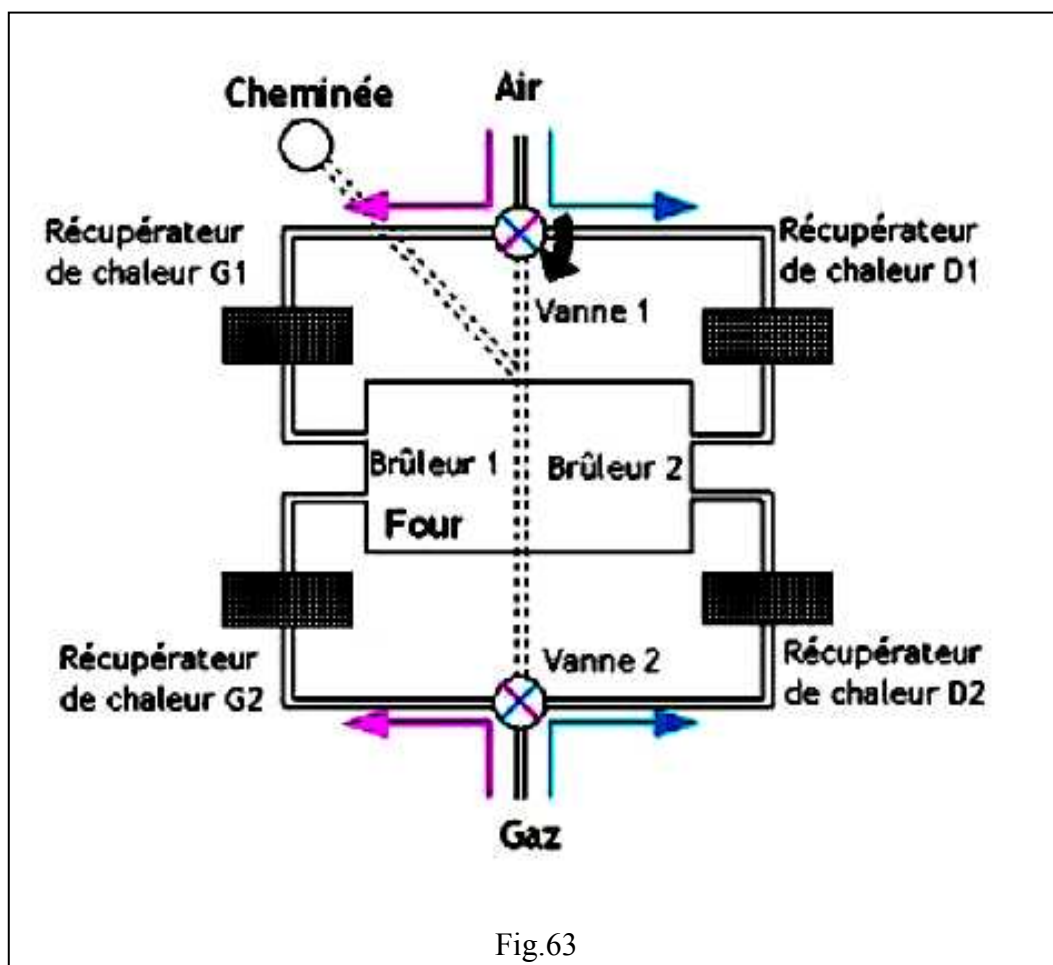 Cheminée
Air
Récupérateur
de chaleur G1
Récupérateur
de chaleur D1
Vanne 1
Brûleur 1
Brûleur 2
Four
Récupérateur
de chaleur G2
Vanne 2
Récupérateur
de chaleur D2
Gaz
Fig.63